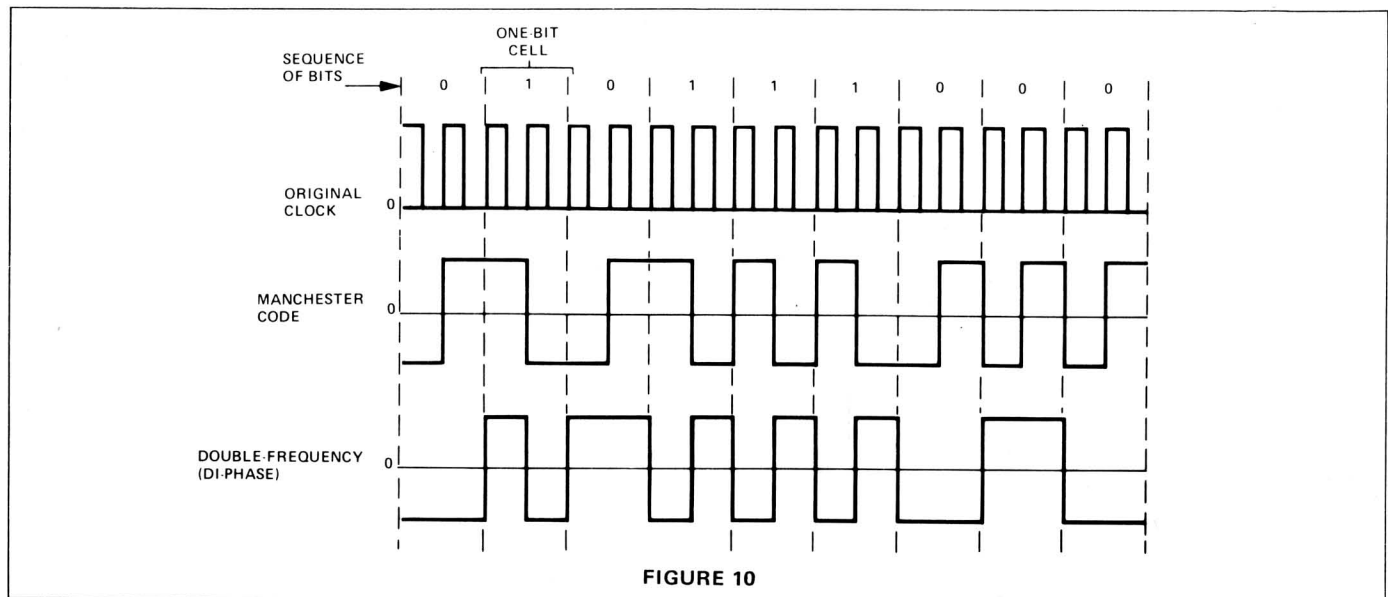 ONE-BIT
CELL
SEQUENCE
OF BITS
0 1 0 1 1 1 0 0 0
ORIGINAL
CLOCK
0
MANCHESTER
CODE
0
DOUBLE-FREQUENCY
(DI-PHASE)
0
FIGURE 10